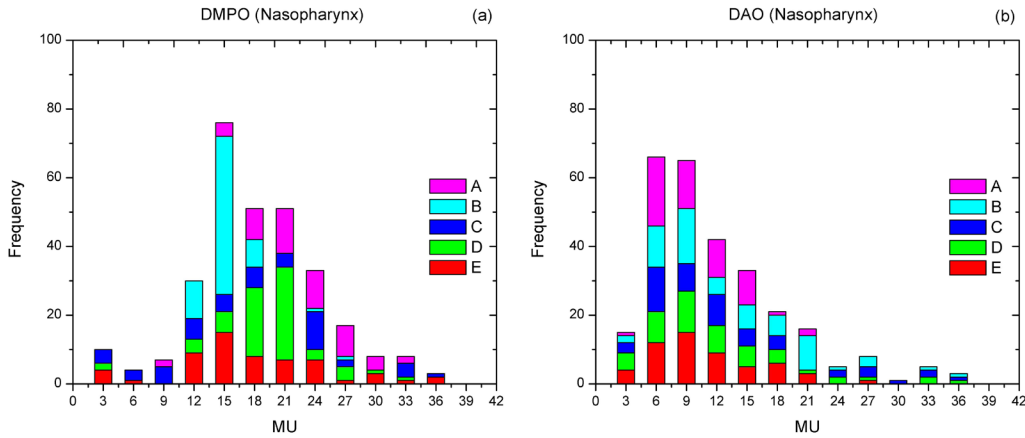 DMPO (Nasopharynx) (a)
100
80
60
40
20
0
Frequency
A
B
C
D
E
0 3 6 9 12 15 18 21 24 27 30 33 36 39 42
MU
DAO (Nasopharynx) (b)
100
80
60
40
20
0
Frequency
A
B
C
D
E
0 3 6 9 12 15 18 21 24 27 30 33 36 39 42
MU